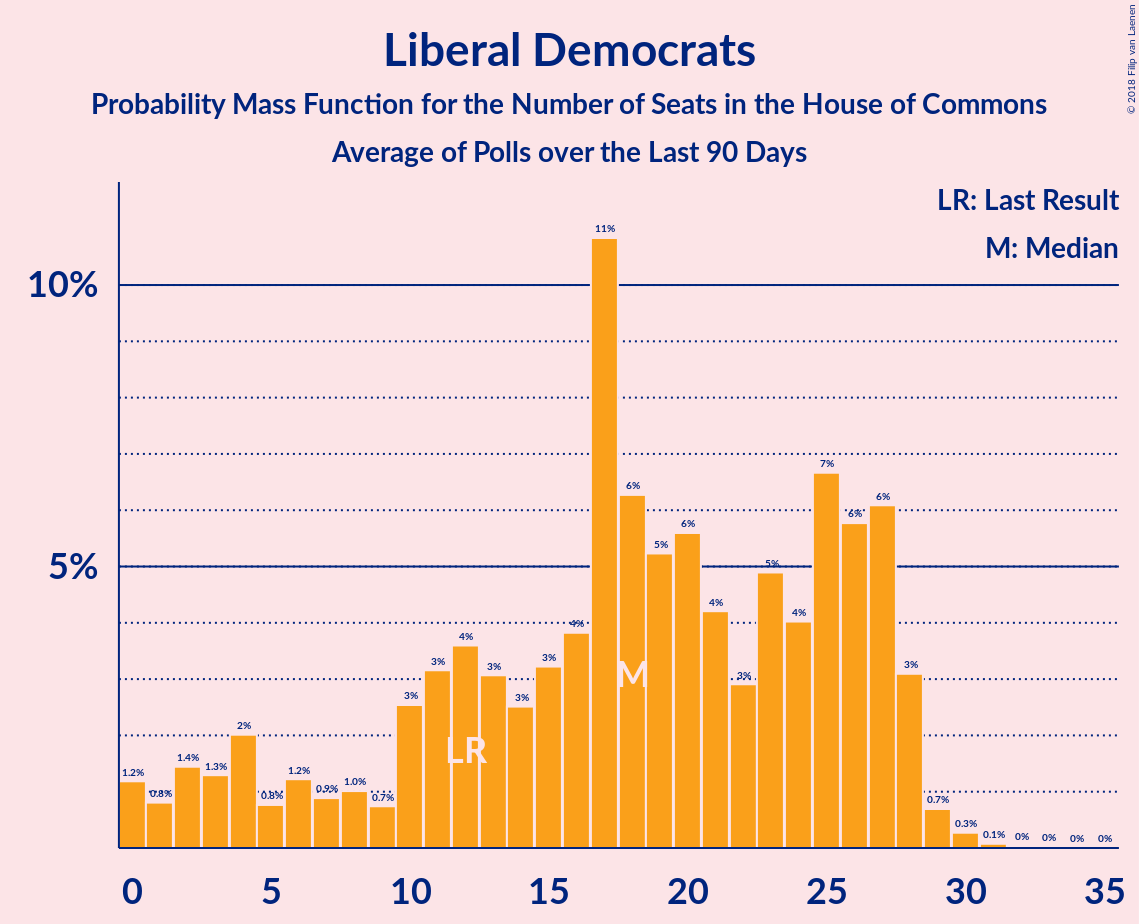 Liberal Democrats
Probability Mass Function for the Number of Seats in the House of Commons
Average of Polls over the Last 90 Days
© 2018 Filip van Laenen
LR: Last Result
M: Median
10%
5%
1.2% 0.8% 1.4% 1.3% 2% 0.8% 1.2% 0.9% 1.0% 0.7% 3% 3% 4% 3% 3% 3% 4% 11% 6% 5% 6% 4% 3% 5% 4% 7% 6% 6% 3% 0.7% 0.3% 0.1% 0% 0% 0% 0%
M
LR
0 5 10 15 20 25 30 35